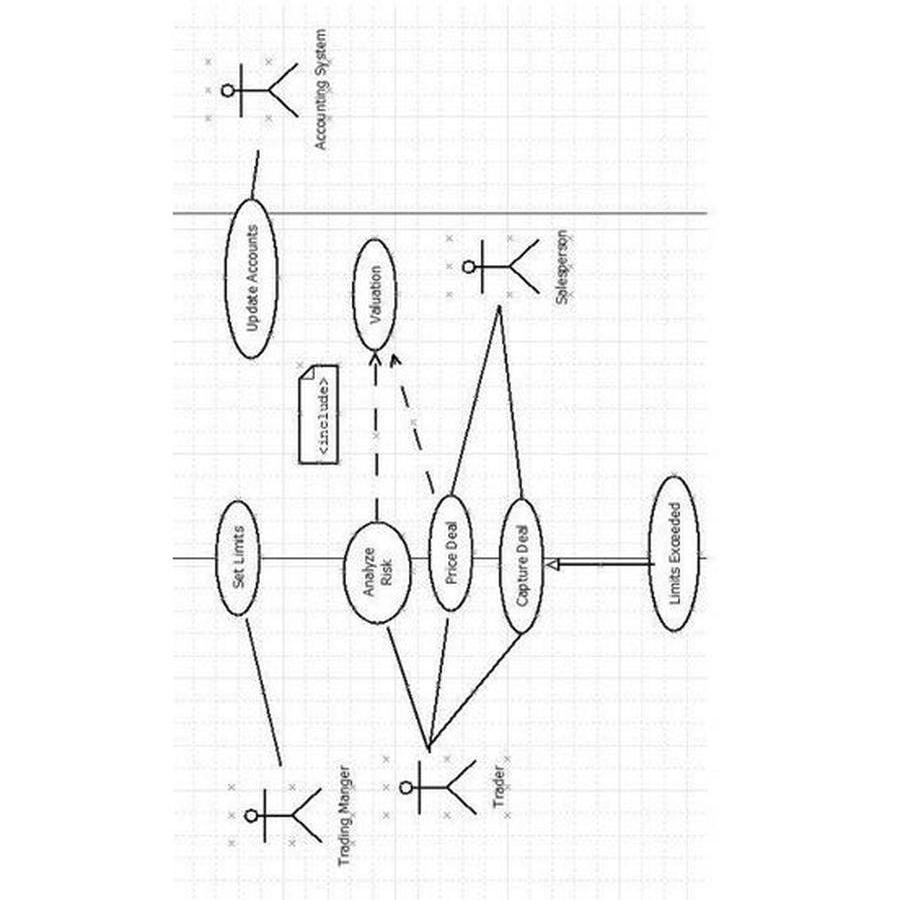 Set Limits
Update Accounts
Accounting System
Trading Manger
<include>
Analyze
Risk
Valuation
Price Deal
Trader
Capture Deal
Salesperson
Limits Exceeded